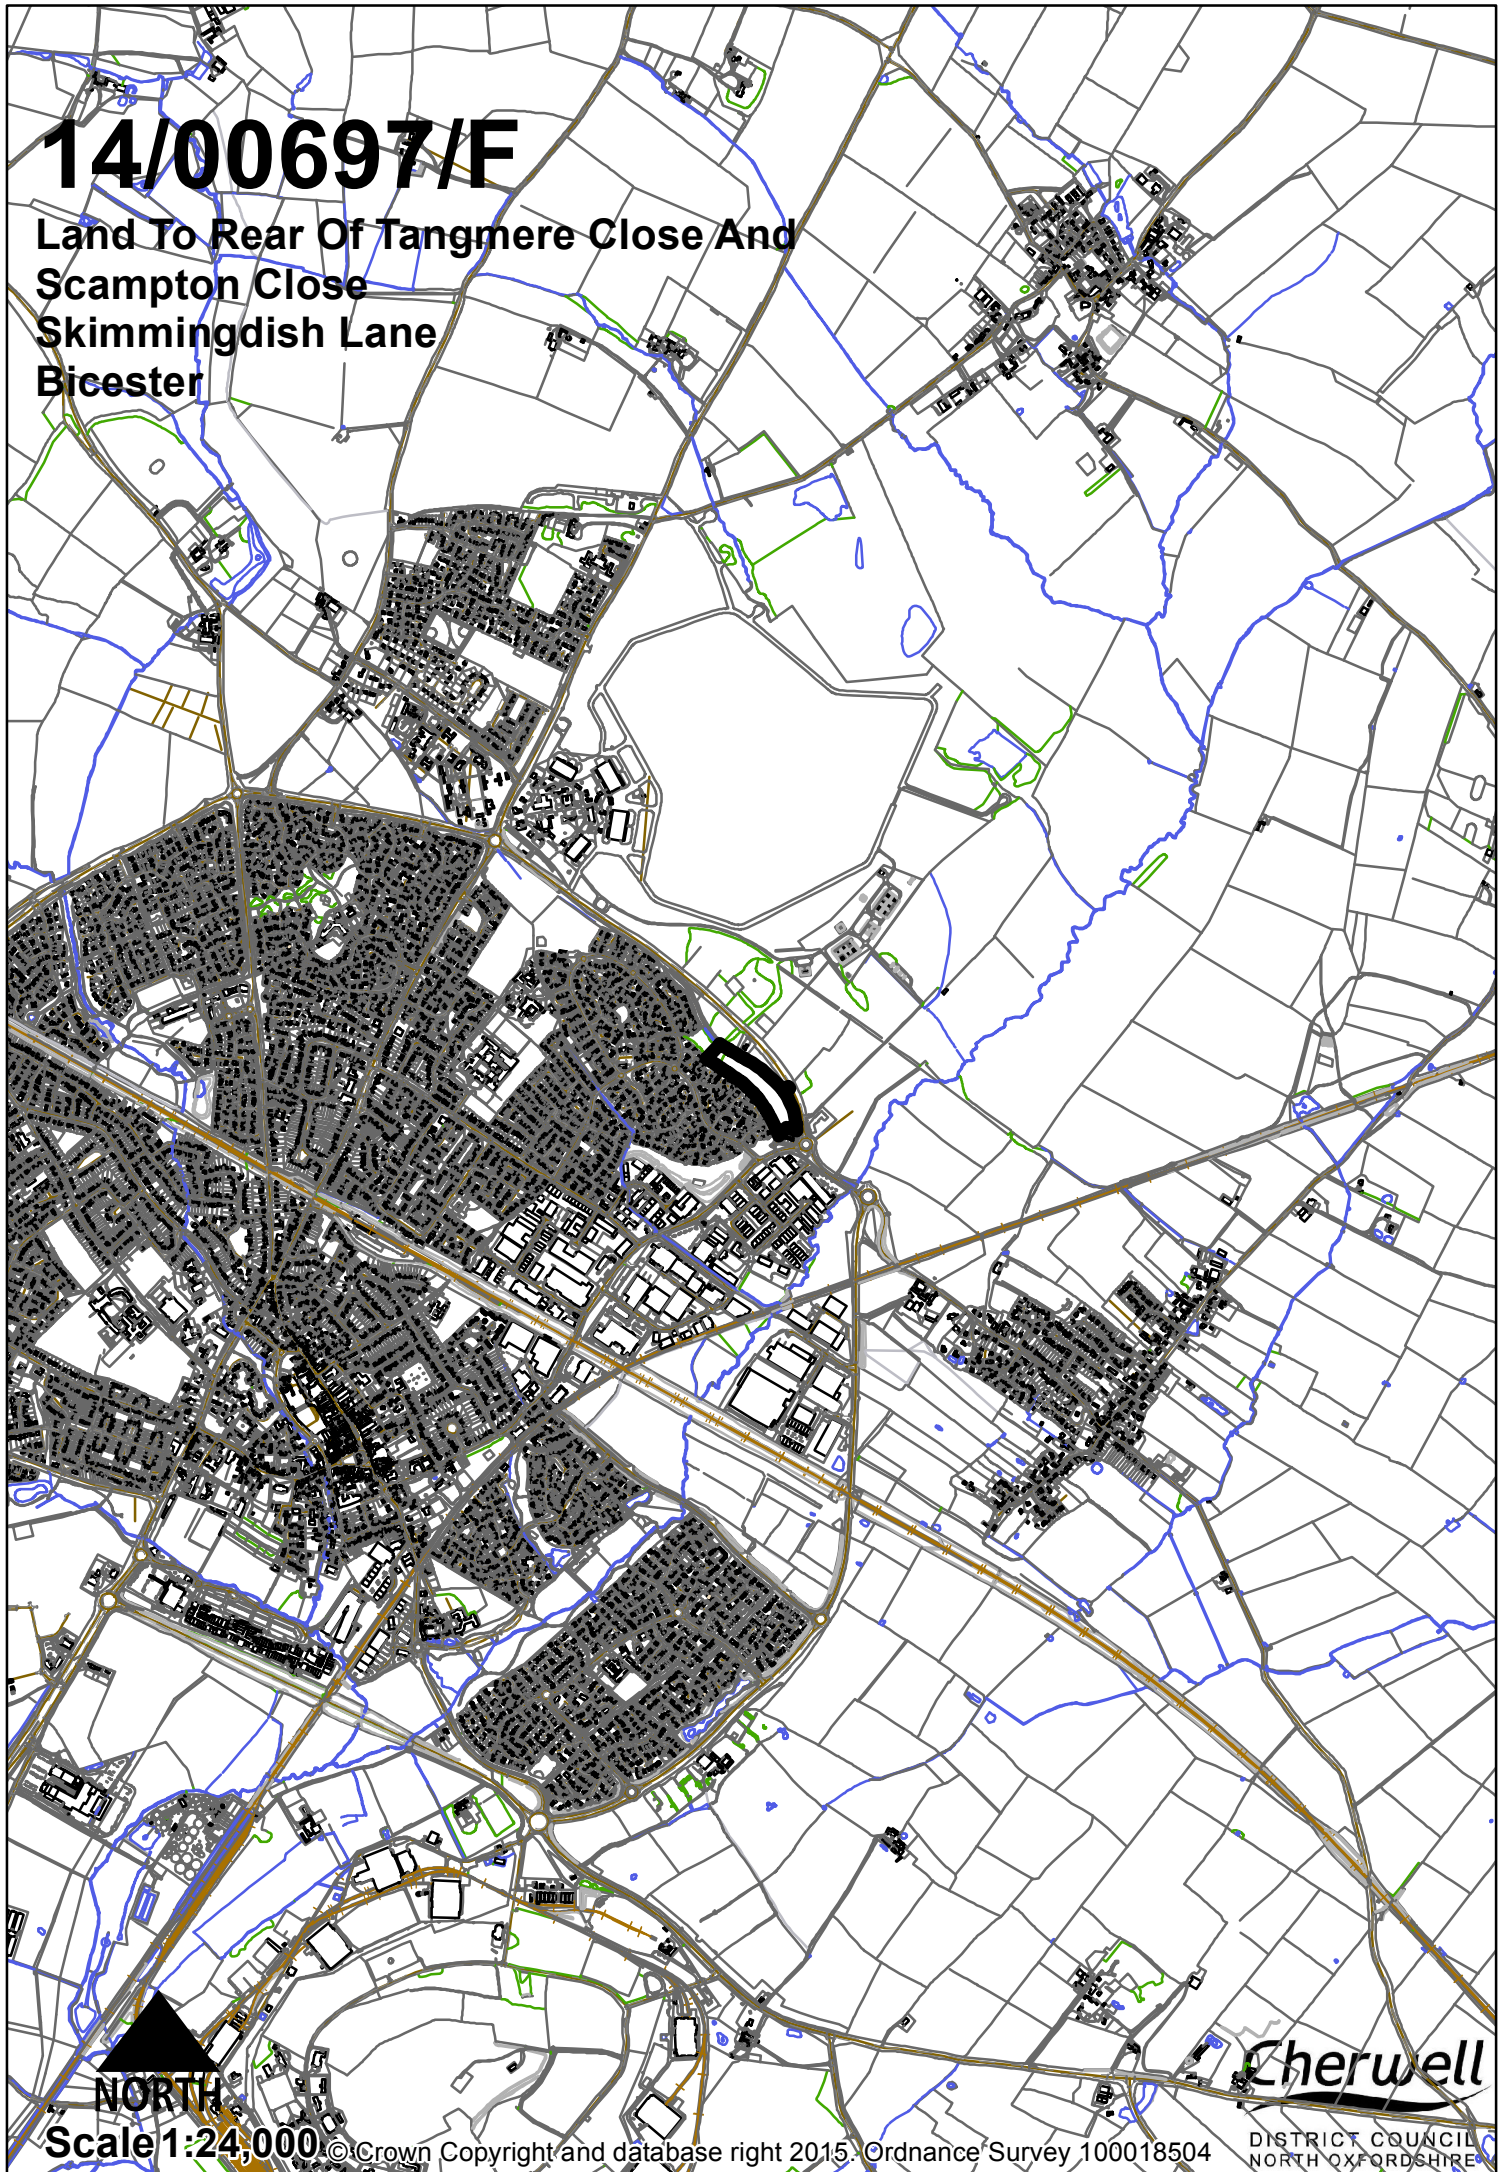 14/00697/F
Land To Rear Of Tangmere Close And
Scampton Close
Skimmingdish Lane
Bicester
NORTH
Scale 1:24,000
© Crown Copyright and database right 2015. Ordnance Survey 100018504
Cherwell
DISTRICT COUNCIL
NORTH OXFORDSHIRE